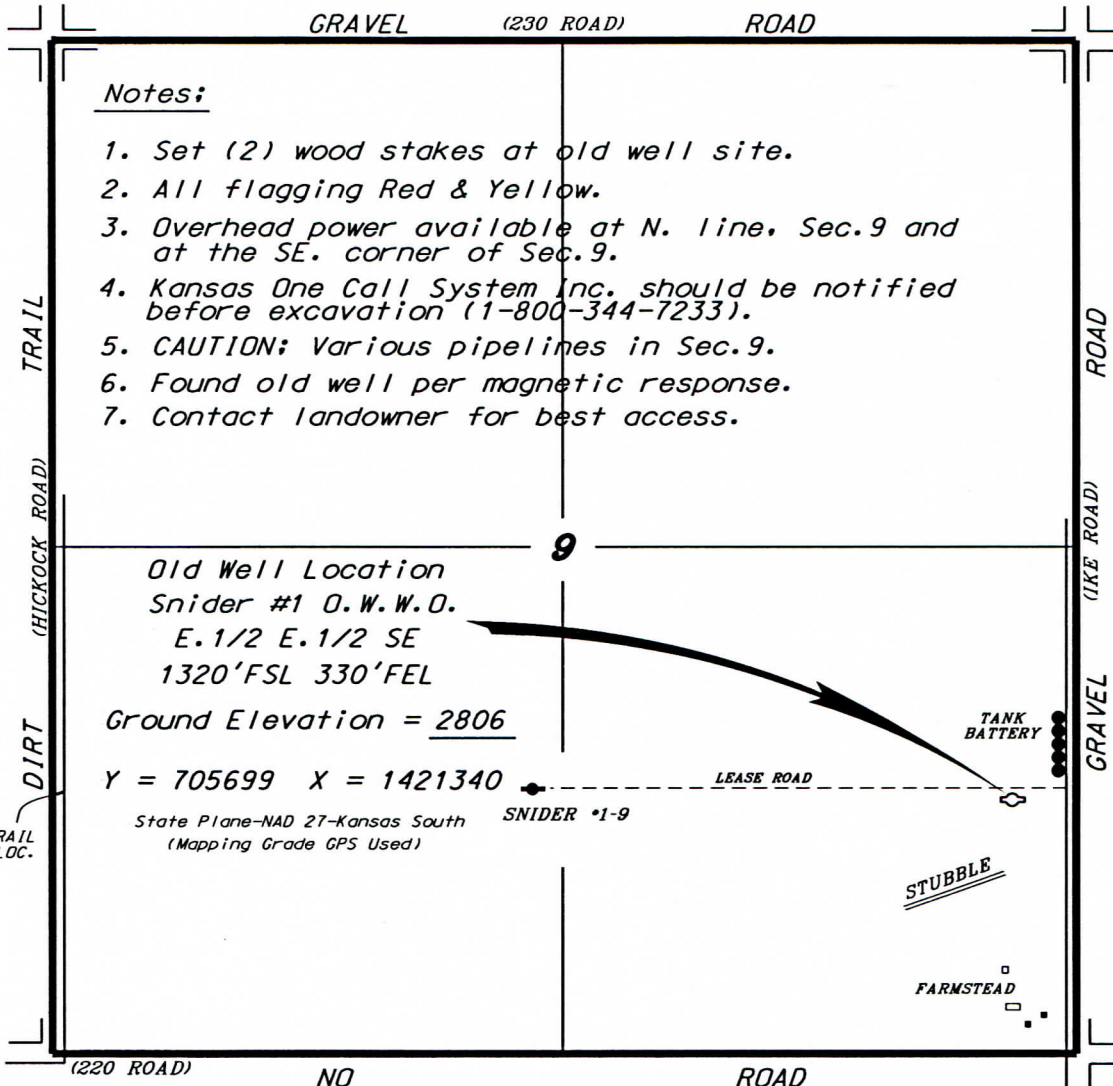 GRAVEL (230 ROAD) ROAD
Notes:
1. Set (2) wood stakes at old well site.
2. All flagging Red & Yellow.
3. Overhead power available at N. line, Sec.9 and
at the SE. corner of Sec.9.
4. Kansas One Call System Inc. should be notified
before excavation (1-800-344-7233).
5. CAUTION: Various pipelines in Sec.9.
6. Found old well per magnetic response.
7. Contact landowner for best access.
TRAIL
(HICKOCK ROAD)
DIRT
ROAD
(IKE ROAD)
GRAVEL
9
Old Well Location
Snider #1 O.W.W.O.
E.1/2 E.1/2 SE
1320'FSL 330'FEL
Ground Elevation = 2806
Y = 705699 X = 1421340
State Plane-NAD 27-Kansas South
(Mapping Grade GPS Used)
TANK
BATTERY
LEASE ROAD
SNIDER #1-9
LOC.
STUBBLE
FARMSTEAD
(220 ROAD)
NO ROAD